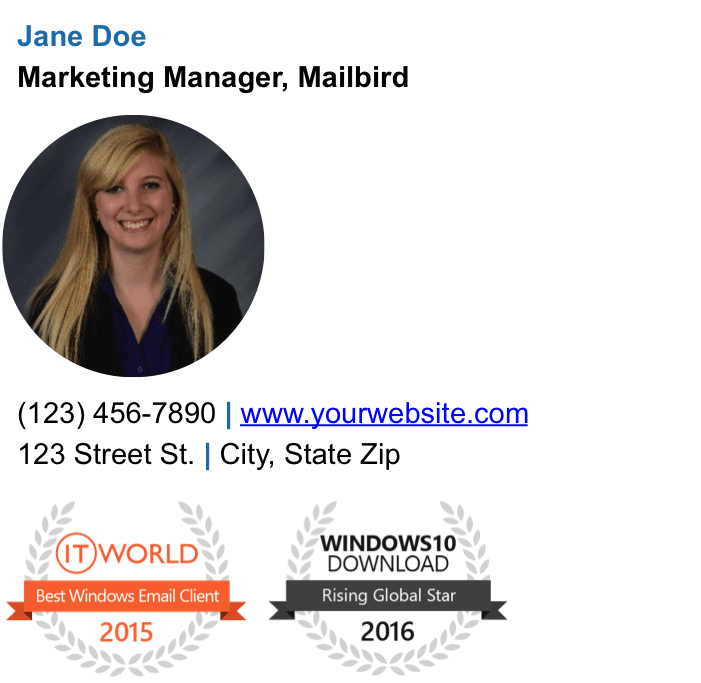 Jane Doe
Marketing Manager, Mailbird
(123) 456-7890 | www.yourwebsite.com
123 Street St. | City, State Zip
ITWORLD
Best Windows Email Client
2015
WINDOWS10
DOWNLOAD
Rising Global Star
2016